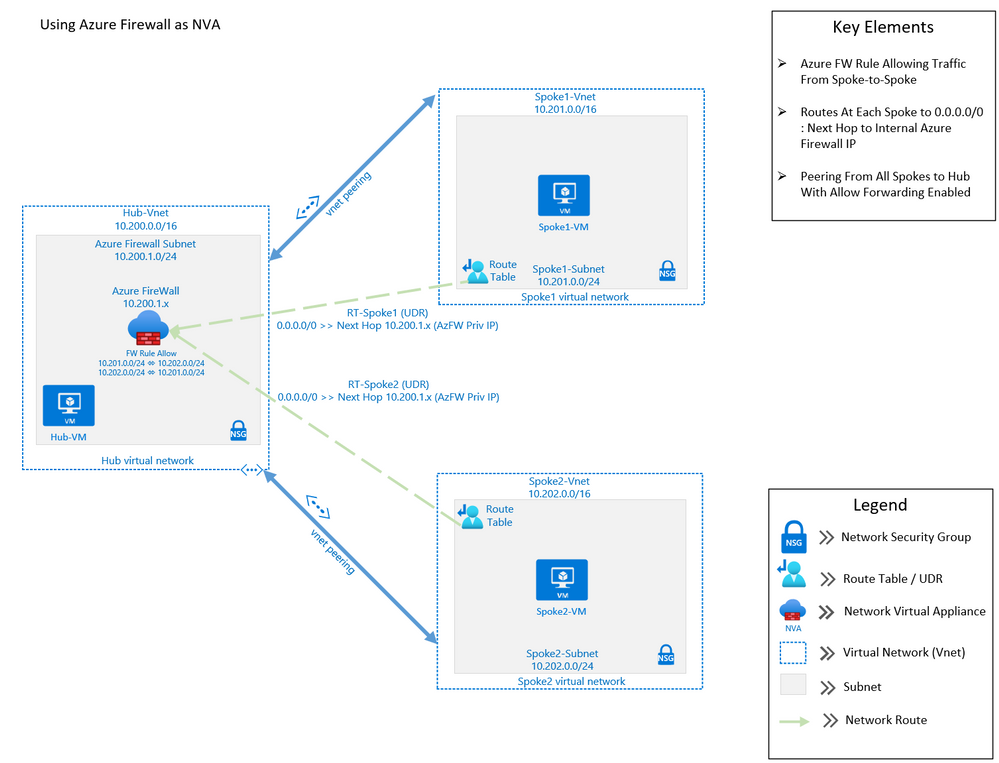 Using Azure Firewall as NVA
Key Elements
Azure FW Rule Allowing Traffic
From Spoke-to-Spoke
Routes At Each Spoke to 0.0.0.0/0
: Next Hop to Internal Azure
Firewall IP
Peering From All Spokes to Hub
With Allow Forwarding Enabled
Spoke1-Vnet
10.201.0.0/16
VM
Spoke1-VM
Route
Table
Spoke1-Subnet
10.201.0.0/24
NSG
Spoke1 virtual network
vnet peering
Hub-Vnet
10.200.0.0/16
Azure Firewall Subnet
10.200.1.0/24
Azure FireWall
10.200.1.x
FW Rule Allow
10.201.0.0/24 ⇔ 10.202.0.0/24
10.202.0.0/24 ⇔ 10.201.0.0/24
VM
Hub-VM
NSG
Hub virtual network
RT-Spoke1 (UDR)
0.0.0.0/0 >> Next Hop 10.200.1.x (AzFW Priv IP)
RT-Spoke2 (UDR)
0.0.0.0/0 >> Next Hop 10.200.1.x (AzFW Priv IP)
vnet peering
Spoke2-Vnet
10.202.0.0/16
Route
Table
VM
Spoke2-VM
Spoke2-Subnet
10.202.0.0/24
NSG
Spoke2 virtual network
Legend
NSG
Network Security Group
Route Table / UDR
Network Virtual Appliance
NVA
Virtual Network (Vnet)
Subnet
Network Route